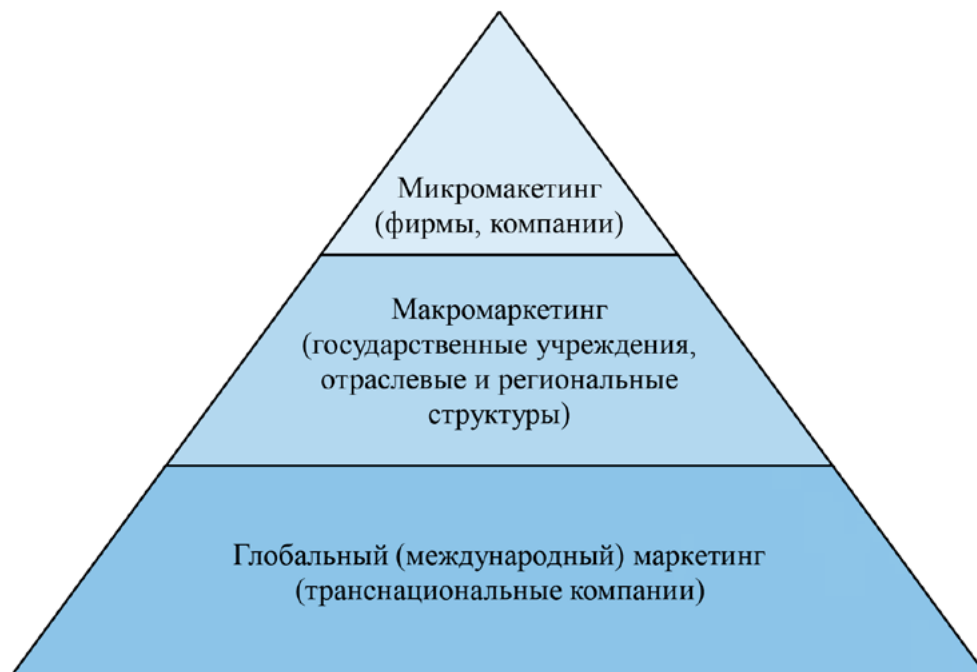 Микромакетинг
(фирмы, компании)
Макромаркетинг
(государственные учреждения,
отраслевые и региональные
структуры)
Глобальный (международный) маркетинг
(транснациональные компании)